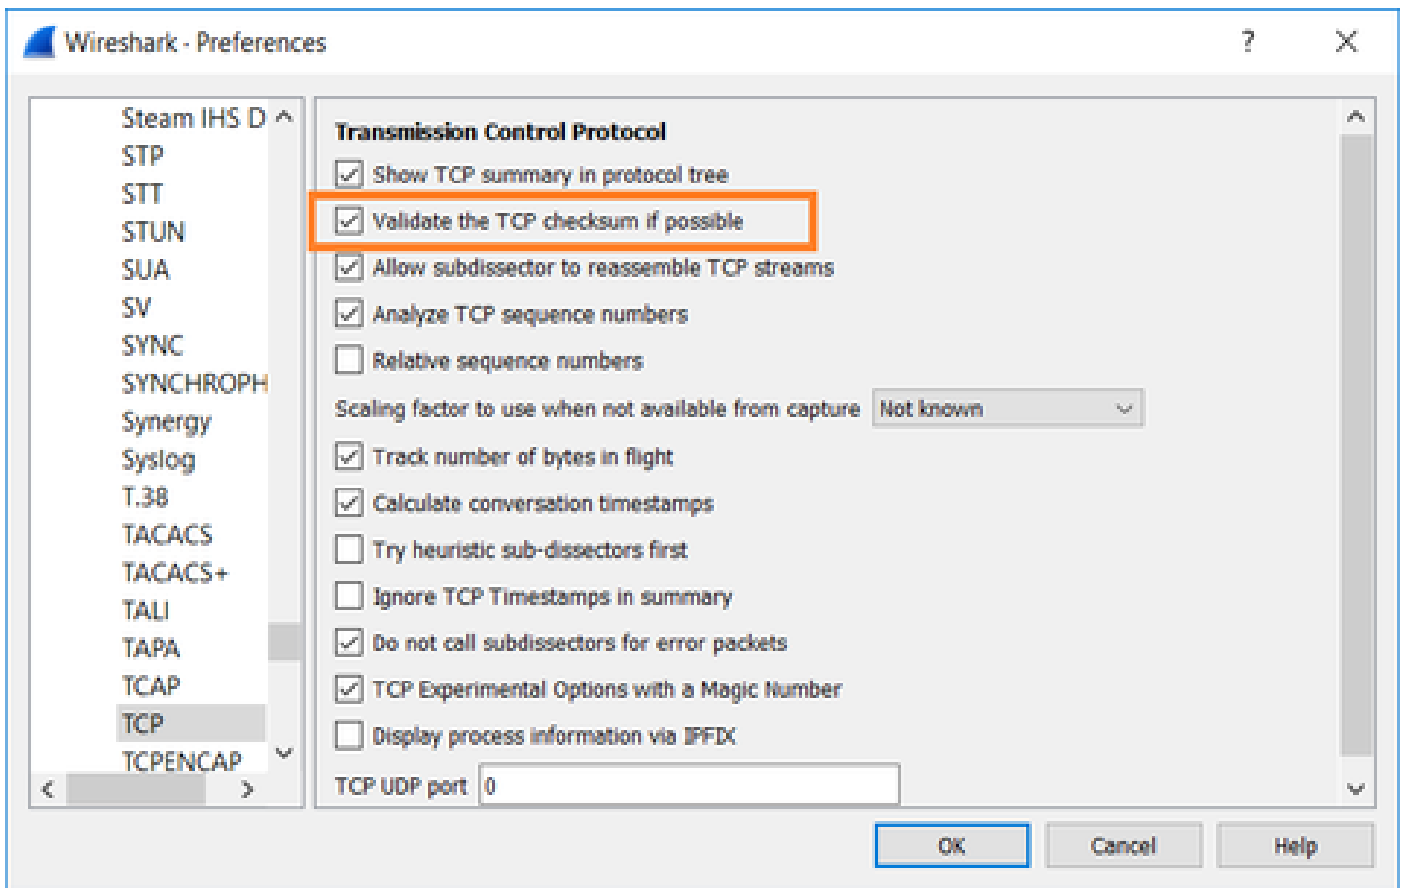 Wireshark - Preferences
Steam IHS D
STP
STT
STUN
SUA
SV
SYNC
SYNCHROPH
Synergy
Syslog
T.38
TACACS
TACACS+
TALI
TAPA
TCAP
TCP
TCPENCAP
Transmission Control Protocol
Show TCP summary in protocol tree
Validate the TCP checksum if possible
Allow subdissector to reassemble TCP streams
Analyze TCP sequence numbers
Relative sequence numbers
Scaling factor to use when not available from capture Not known
Track number of bytes in flight
Calculate conversation timestamps
Try heuristic sub-dissectors first
Ignore TCP Timestamps in summary
Do not call subdissectors for error packets
TCP Experimental Options with a Magic Number
Display process information via IPFIX
TCP UDP port 0
OK Cancel Help